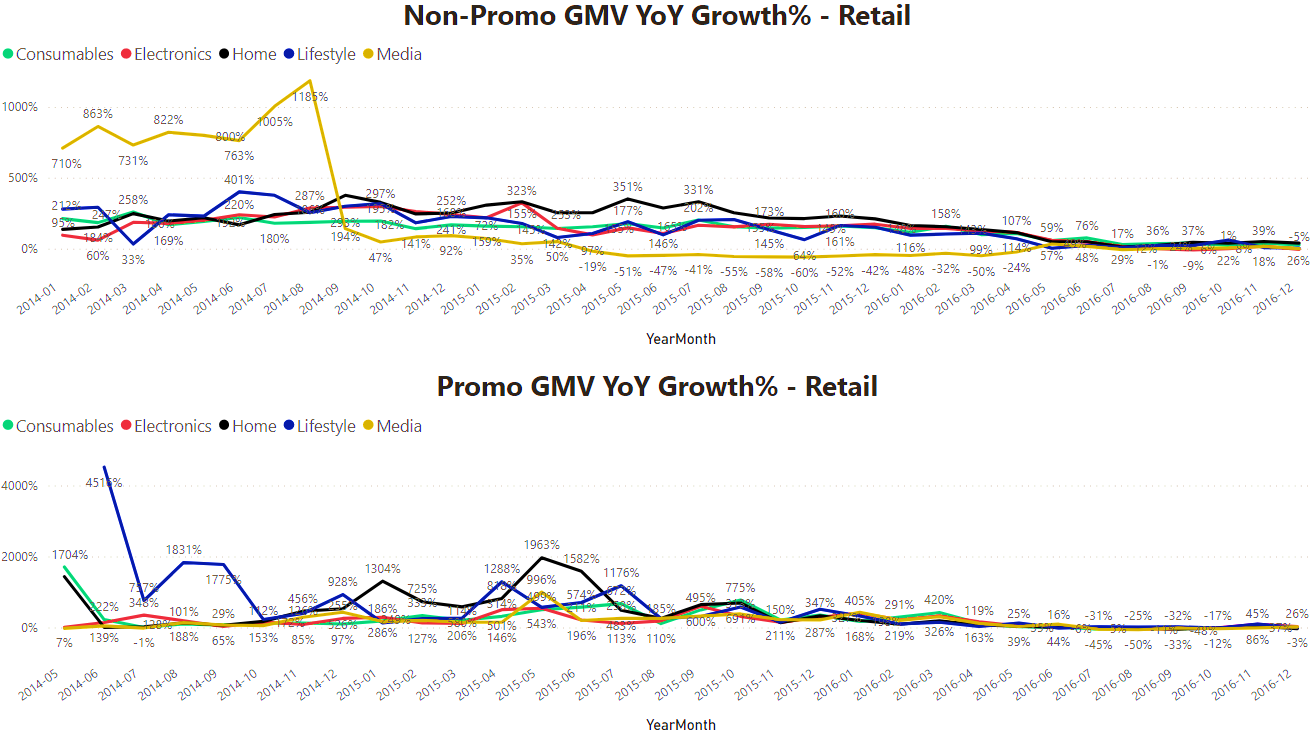 Non-Promo GMV YoY Growth% - Retail
Consumables Electronics Home Lifestyle Media
1000%
500%
0%
710% 863% 731% 822% 800% 763% 1005% 1185%
401% 220% 287% 297% 252% 323% 351% 331%
212% 95% 247% 184% 258% 177% 202% 173% 160% 158% 107% 59% 76% 17% 36% 37% 1% 39% -5%
60% 33% 169% 180% 194% 182% 47% 141% 241% 92% 159% 72% 155% 35% 50% 97% -19% 146% 145% 64% 161% 116% 99% 114% 57% 48% 29% 22% 18% 26%
-51% -47% -41% -55% -58% -60% -52% -42% -48% -32% -50% -24% -1% -9%
2014-01 2014-02 2014-03 2014-04 2014-05 2014-06 2014-07 2014-08 2014-09 2014-10 2014-11 2014-12 2015-01 2015-02 2015-03 2015-04 2015-05 2015-06 2015-07 2015-08 2015-09 2015-10 2015-11 2015-12 2016-01 2016-02 2016-03 2016-04 2016-05 2016-06 2016-07 2016-08 2016-09 2016-10 2016-11 2016-12
YearMonth
Promo GMV YoY Growth% - Retail
Consumables Electronics Home Lifestyle Media
4000%
2000%
0%
4516%
1704% 1831% 1775% 1304% 1963% 1582% 1288% 1176%
757% 348% 101% 29% 112% 456% 928% 186% 725% 996% 574% 495% 775% 150% 347% 405% 291% 420% 119% 25% 16% -31% -25% -32% -17% 45% 26%
7% 139% -1% 188% 65% 153% 85% 97% 286% 127% 206% 501% 146% 543% 196% 483% 113% 110% 600% 691% 211% 287% 168% 219% 326% 163% 39% 44% -45% -50% -33% -48% -12% 86% -3%
2014-05 2014-06 2014-07 2014-08 2014-09 2014-10 2014-11 2014-12 2015-01 2015-02 2015-03 2015-04 2015-05 2015-06 2015-07 2015-08 2015-09 2015-10 2015-11 2015-12 2016-01 2016-02 2016-03 2016-04 2016-05 2016-06 2016-07 2016-08 2016-09 2016-10 2016-11 2016-12
YearMonth